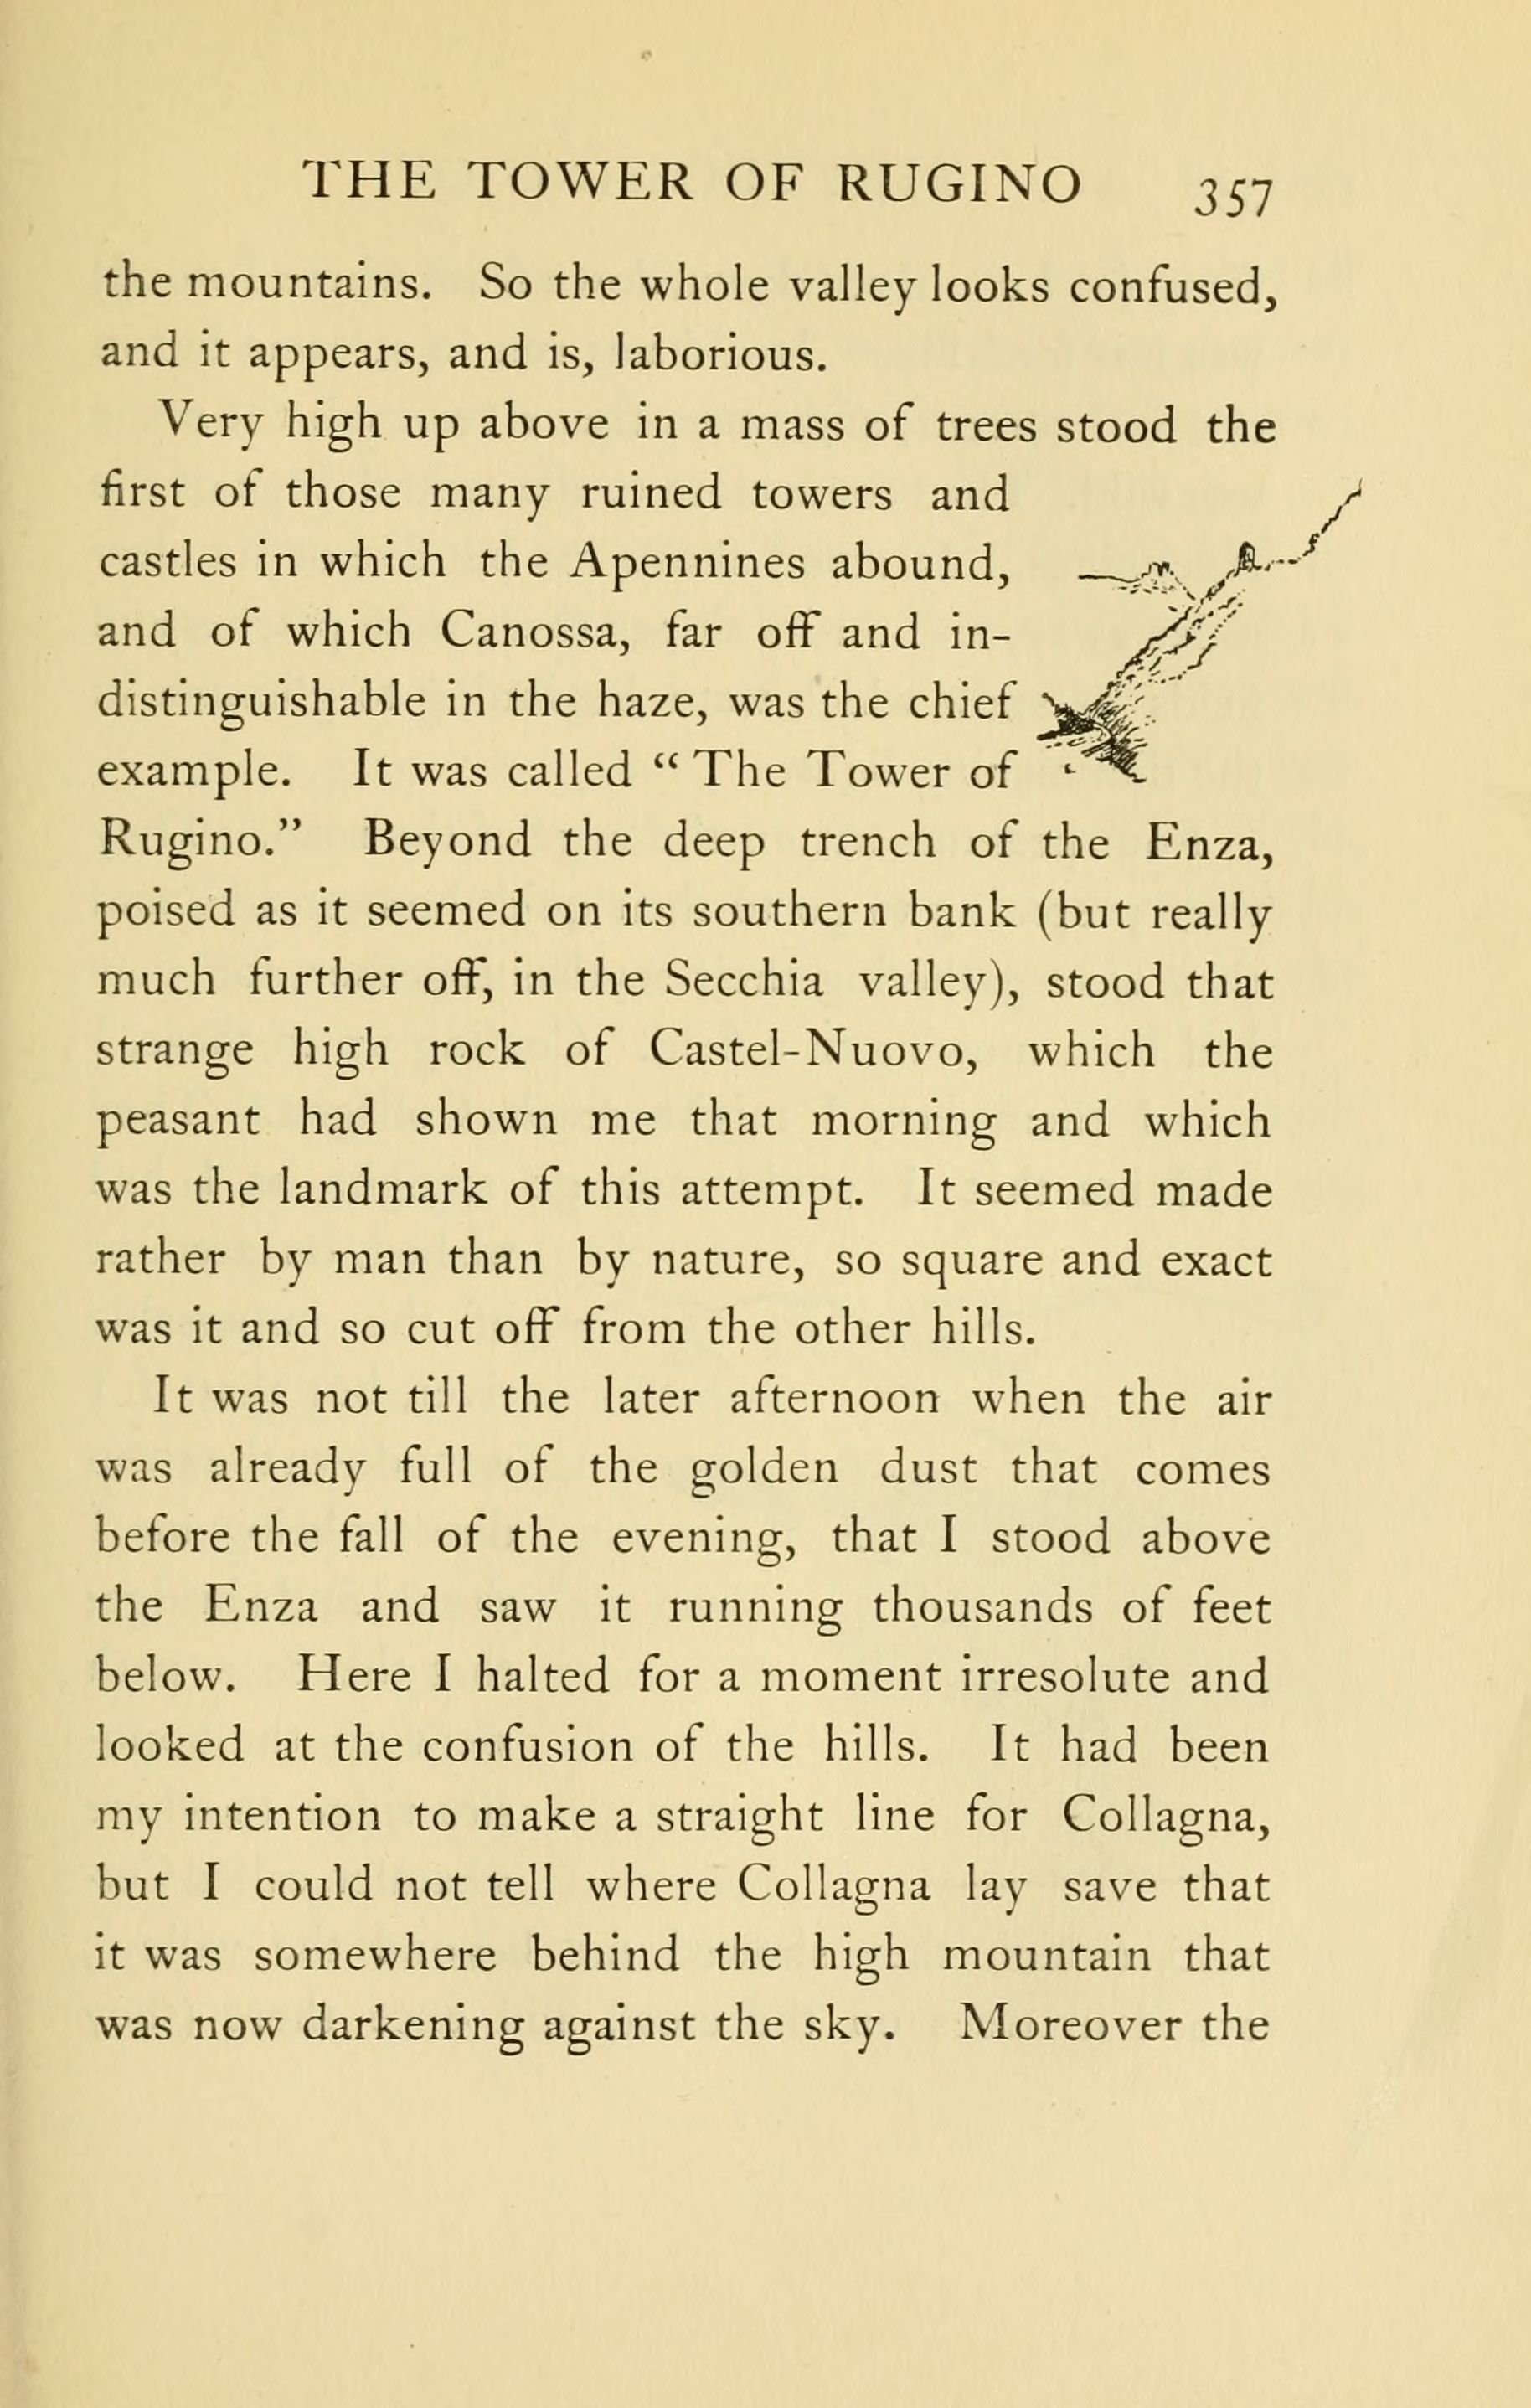 THE TOWER OF RUGINO 357
the mountains. So the whole valley looks confused,
and it appears, and is, laborious.
Very high up above in a mass of trees stood the
first of those many ruined towers and
castles in which the Apennines abound,
and of which Canossa, far off and in-
distinguishable in the haze, was the chief
example. It was called “ The Tower of
Rugino.” Beyond the deep trench of the Enza,
poised as it seemed on its southern bank (but really
much further off, in the Secchia valley), stood that
strange high rock of Castel-Nuovo, which the
peasant had shown me that morning and which
was the landmark of this attempt. It seemed made
rather by man than by nature, so square and exact
was it and so cut off from the other hills.
It was not till the later afternoon when the air
was already full of the golden dust that comes
before the fall of the evening, that I stood above
the Enza and saw it running thousands of feet
below. Here I halted for a moment irresolute and
looked at the confusion of the hills. It had been
my intention to make a straight line for Collagna,
but I could not tell where Collagna lay save that
it was somewhere behind the high mountain that
was now darkening against the sky. Moreover the